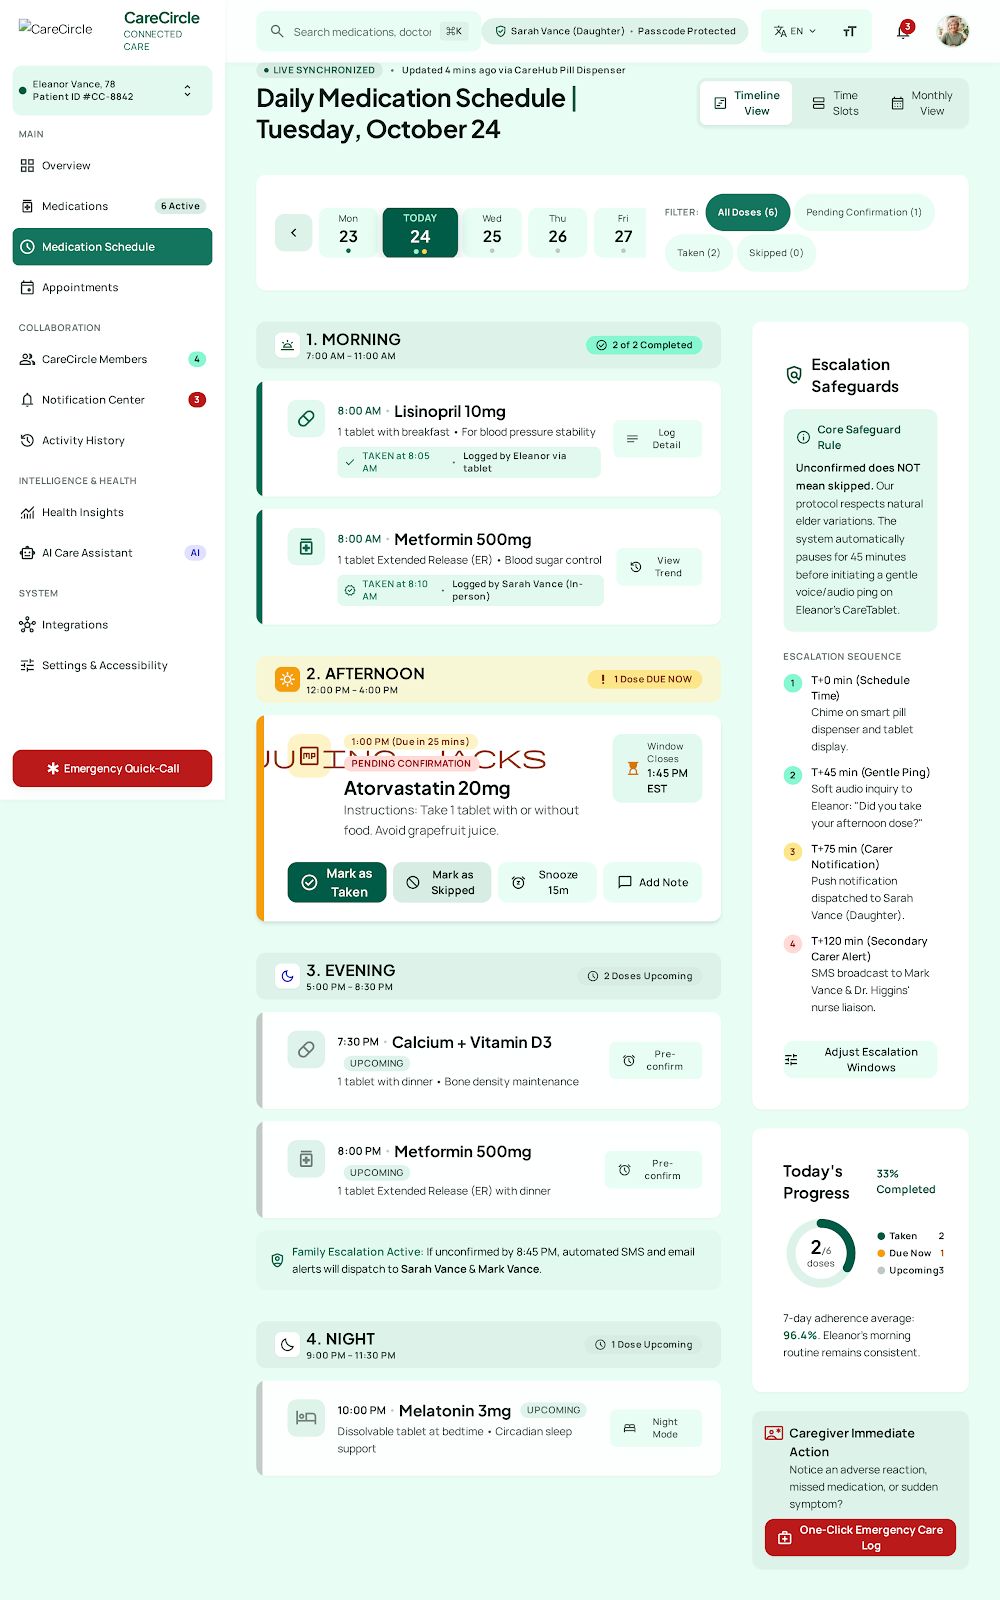 CareCircle
CareCircle
CONNECTED
CARE
Eleanor Vance, 78
Patient ID #CC-8842
MAIN
Overview
Medications
6 Active
Medication Schedule
Appointments
COLLABORATION
CareCircle Members
4
Notification Center
3
Activity History
INTELLIGENCE & HEALTH
Health Insights
AI Care Assistant
AI
SYSTEM
Integrations
Settings & Accessibility
Emergency Quick-Call
Search medications, doctor
⌘K
Sarah Vance (Daughter) • Passcode Protected
EN
3
LIVE SYNCHRONIZED • Updated 4 mins ago via CareHub Pill Dispenser
Daily Medication Schedule |
Tuesday, October 24
Timeline
View
Time
Slots
Monthly
View
Mon
23
TODAY
24
Wed
25
Thu
26
Fri
27
FILTER:
All Doses (6)
Pending Confirmation (1)
Taken (2)
Skipped (0)
1. MORNING
7:00 AM – 11:00 AM
2 of 2 Completed
8:00 AM • Lisinopril 10mg
1 tablet with breakfast • For blood pressure stability
TAKEN at 8:05
AM
• Logged by Eleanor via
tablet
Log
Detail
8:00 AM • Metformin 500mg
1 tablet Extended Release (ER) • Blood sugar control
TAKEN at 8:10
AM
• Logged by Sarah Vance (In-
person)
View
Trend
2. AFTERNOON
12:00 PM – 4:00 PM
1 Dose DUE NOW
1:00 PM (Due in 25 mins)
PENDING CONFIRMATION
Atorvastatin 20mg
Instructions: Take 1 tablet with or without
food. Avoid grapefruit juice.
Window
Closes
1:45 PM
EST
Mark as
Taken
Mark as
Skipped
Snooze
15m
Add Note
3. EVENING
5:00 PM – 8:30 PM
2 Doses Upcoming
7:30 PM • Calcium + Vitamin D3
UPCOMING
1 tablet with dinner • Bone density maintenance
Pre-
confirm
8:00 PM • Metformin 500mg
UPCOMING
1 tablet Extended Release (ER) with dinner
Pre-
confirm
Family Escalation Active: If unconfirmed by 8:45 PM, automated SMS and email
alerts will dispatch to Sarah Vance & Mark Vance.
4. NIGHT
9:00 PM – 11:30 PM
1 Dose Upcoming
10:00 PM • Melatonin 3mg UPCOMING
Dissolvable tablet at bedtime • Circadian sleep
support
Night
Mode
Escalation
Safeguards
Core Safeguard
Rule
Unconfirmed does NOT
mean skipped. Our
protocol respects natural
elder variations. The
system automatically
pauses for 45 minutes
before initiating a gentle
voice/audio ping on
Eleanor's CareTablet.
ESCALATION SEQUENCE
1
T+0 min (Schedule
Time)
Chime on smart pill
dispenser and tablet
display.
2
T+45 min (Gentle Ping)
Soft audio inquiry to
Eleanor: "Did you take
your afternoon dose?"
3
T+75 min (Carer
Notification)
Push notification
dispatched to Sarah
Vance (Daughter).
4
T+120 min (Secondary
Carer Alert)
SMS broadcast to Mark
Vance & Dr. Higgins'
nurse liaison.
Adjust Escalation
Windows
Today's
Progress
33%
Completed
2/6
doses
Taken 2
Due Now 1
Upcoming 3
7-day adherence average:
96.4%. Eleanor's morning
routine remains consistent.
Caregiver Immediate
Action
Notice an adverse reaction,
missed medication, or sudden
symptom?
One-Click Emergency Care
Log